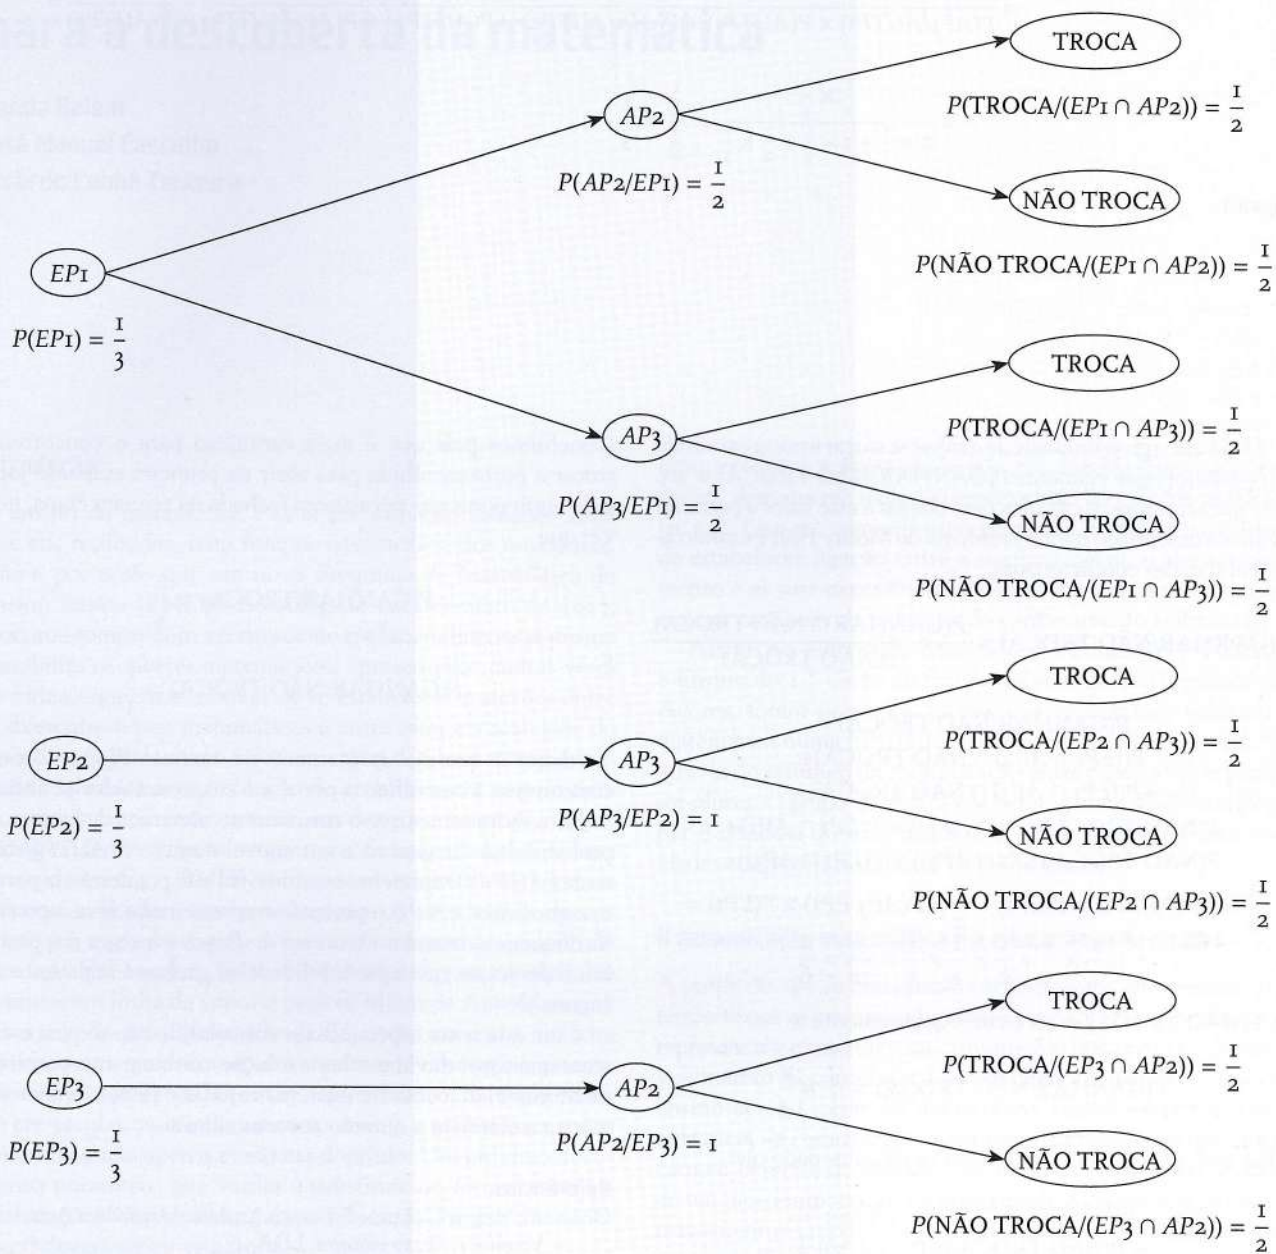 TROCA
AP2
P(TROCA/(EP1 ∩ AP2)) = 1/2
P(AP2/EP1) = 1/2
NÃO TROCA
EP1
P(NÃO TROCA/(EP1 ∩ AP2)) = 1/2
P(EP1) = 1/3
TROCA
AP3
P(TROCA/(EP1 ∩ AP3)) = 1/2
P(AP3/EP1) = 1/2
NÃO TROCA
P(NÃO TROCA/(EP1 ∩ AP3)) = 1/2
TROCA
EP2
AP3
P(TROCA/(EP2 ∩ AP3)) = 1/2
P(EP2) = 1/3
P(AP3/EP2) = 1
NÃO TROCA
P(NÃO TROCA/(EP2 ∩ AP3)) = 1/2
TROCA
EP3
AP2
P(TROCA/(EP3 ∩ AP2)) = 1/2
P(EP3) = 1/3
P(AP2/EP3) = 1
NÃO TROCA
P(NÃO TROCA/(EP3 ∩ AP2)) = 1/2